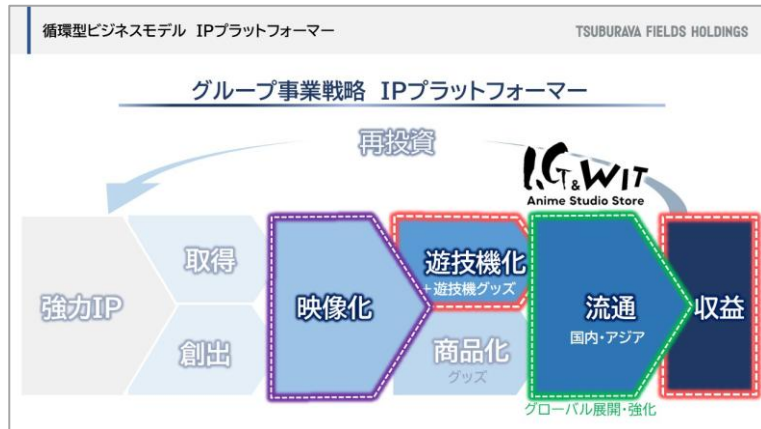 循環型ビジネスモデル IPプラットフォーマー
TSUBURAYA FIELDS HOLDINGS
グループ事業戦略 IPプラットフォーマー
再投資
I.G & WIT
Anime Studio Store
強力IP
取得
創出
映像化
遊技機化
+遊技機グッズ
商品化
グッズ
流通
国内・アジア
収益
グローバル展開・強化